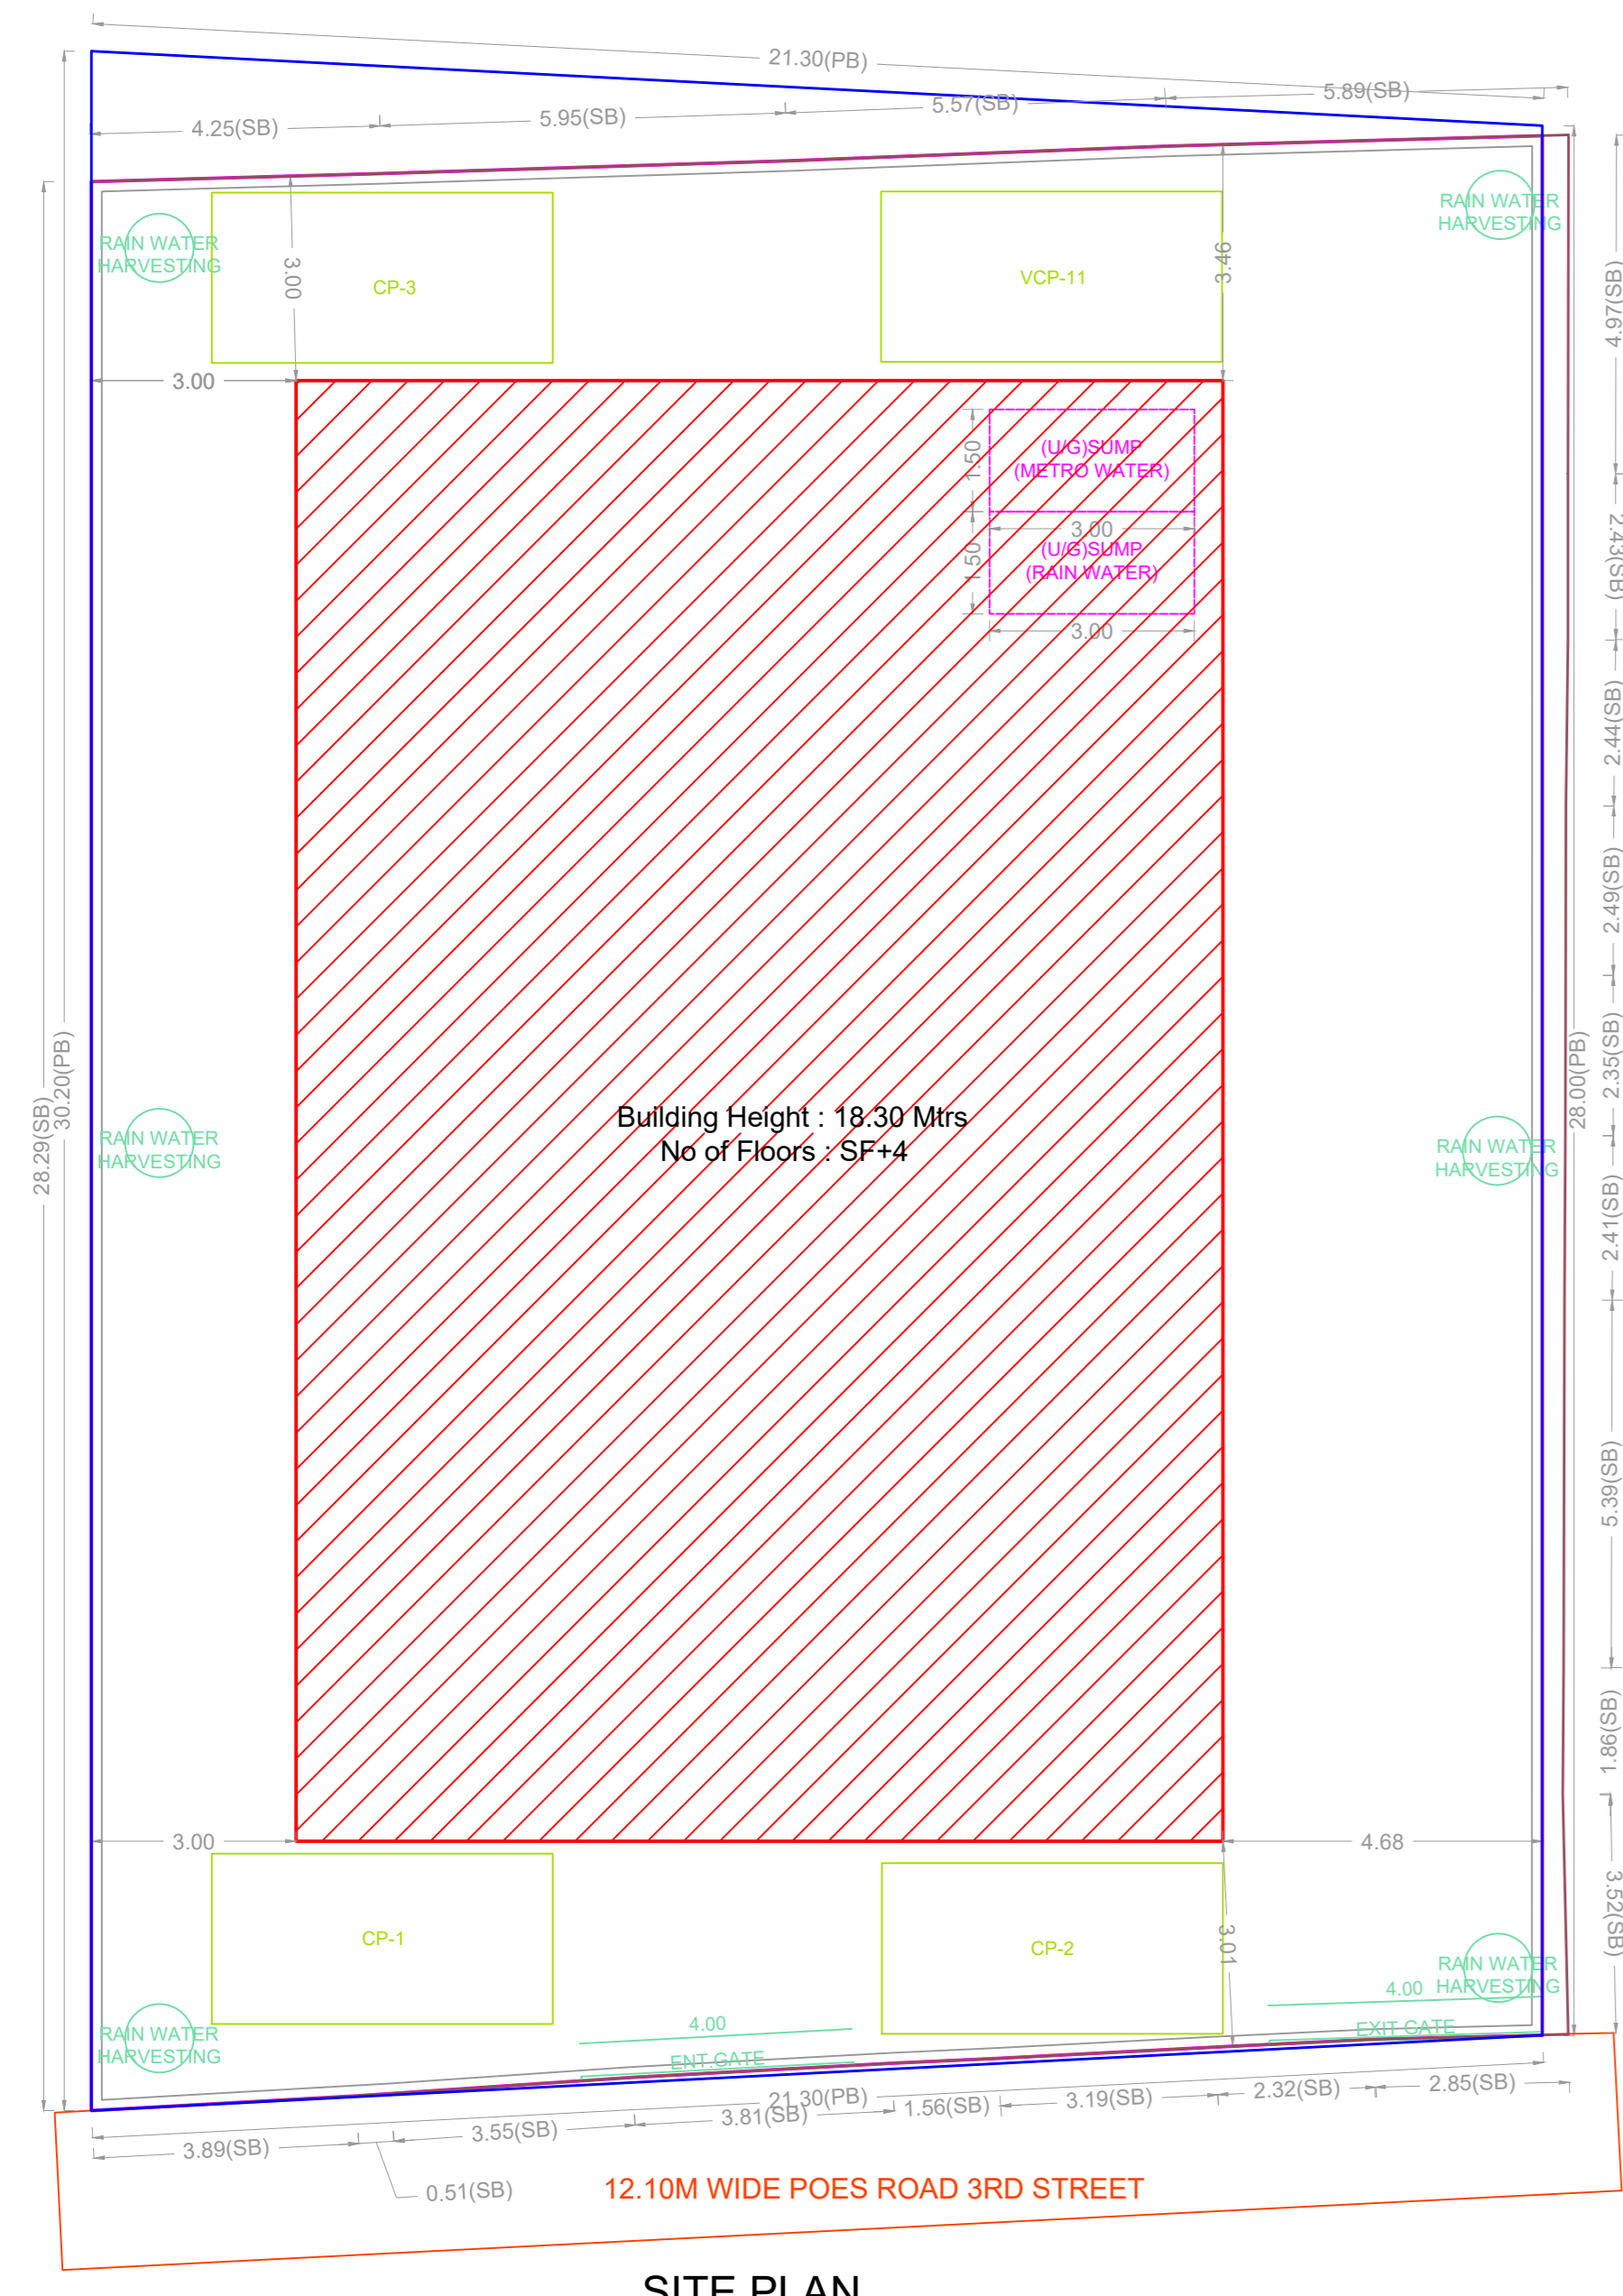 21.30(PB)
4.25(SB)
5.95(SB)
5.57(SB)
5.89(SB)
RAIN WATER
HARVESTING
CP-3
3.00
VCP-11
3.46
RAIN WATER
HARVESTING
4.97(SB)
3.00
1.50
(U/G)SUMP
(METRO WATER)
3.00
1.50
(U/G)SUMP
(RAIN WATER)
3.00
2.43(SB)
2.44(SB)
2.49(SB)
2.35(SB)
28.29(SB)
30.20(PB)
28.00(PB)
Building Height : 18.30 Mtrs
No of Floors : SF+4
RAIN WATER
HARVESTING
RAIN WATER
HARVESTING
2.41(SB)
5.39(SB)
1.86(SB)
3.00
4.68
CP-1
CP-2
3.01
3.52(SB)
RAIN WATER
HARVESTING
4.00
ENT.GATE
RAIN WATER
HARVESTING
4.00
EXIT GATE
21.30(PB)
3.89(SB)
0.51(SB)
3.55(SB)
3.81(SB)
1.56(SB)
3.19(SB)
2.32(SB)
2.85(SB)
12.10M WIDE POES ROAD 3RD STREET
SITE PLAN